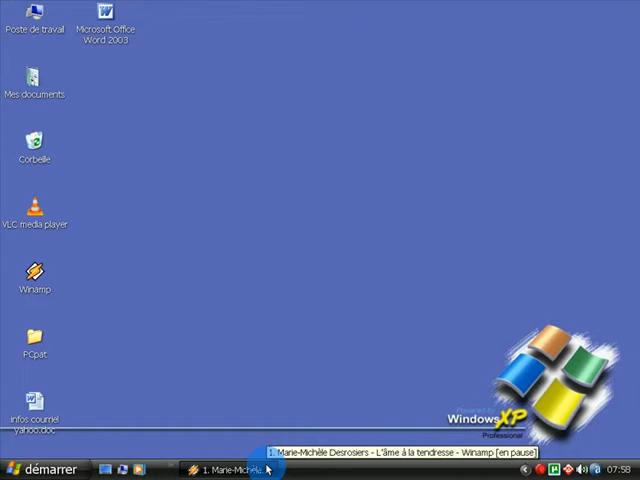 Poste de travail
Microsoft Office
Word 2003
Mes documents
Corbeille
VLC media player
Winamp
PCpat
infos courriel
yahoo.doc
Powered by
Windows XP
Professional
1. Marie-Michèle Desrosiers - L'âme à la tendresse - Winamp [en pause]
démarrer
1. Marie-Michèle...
07:58